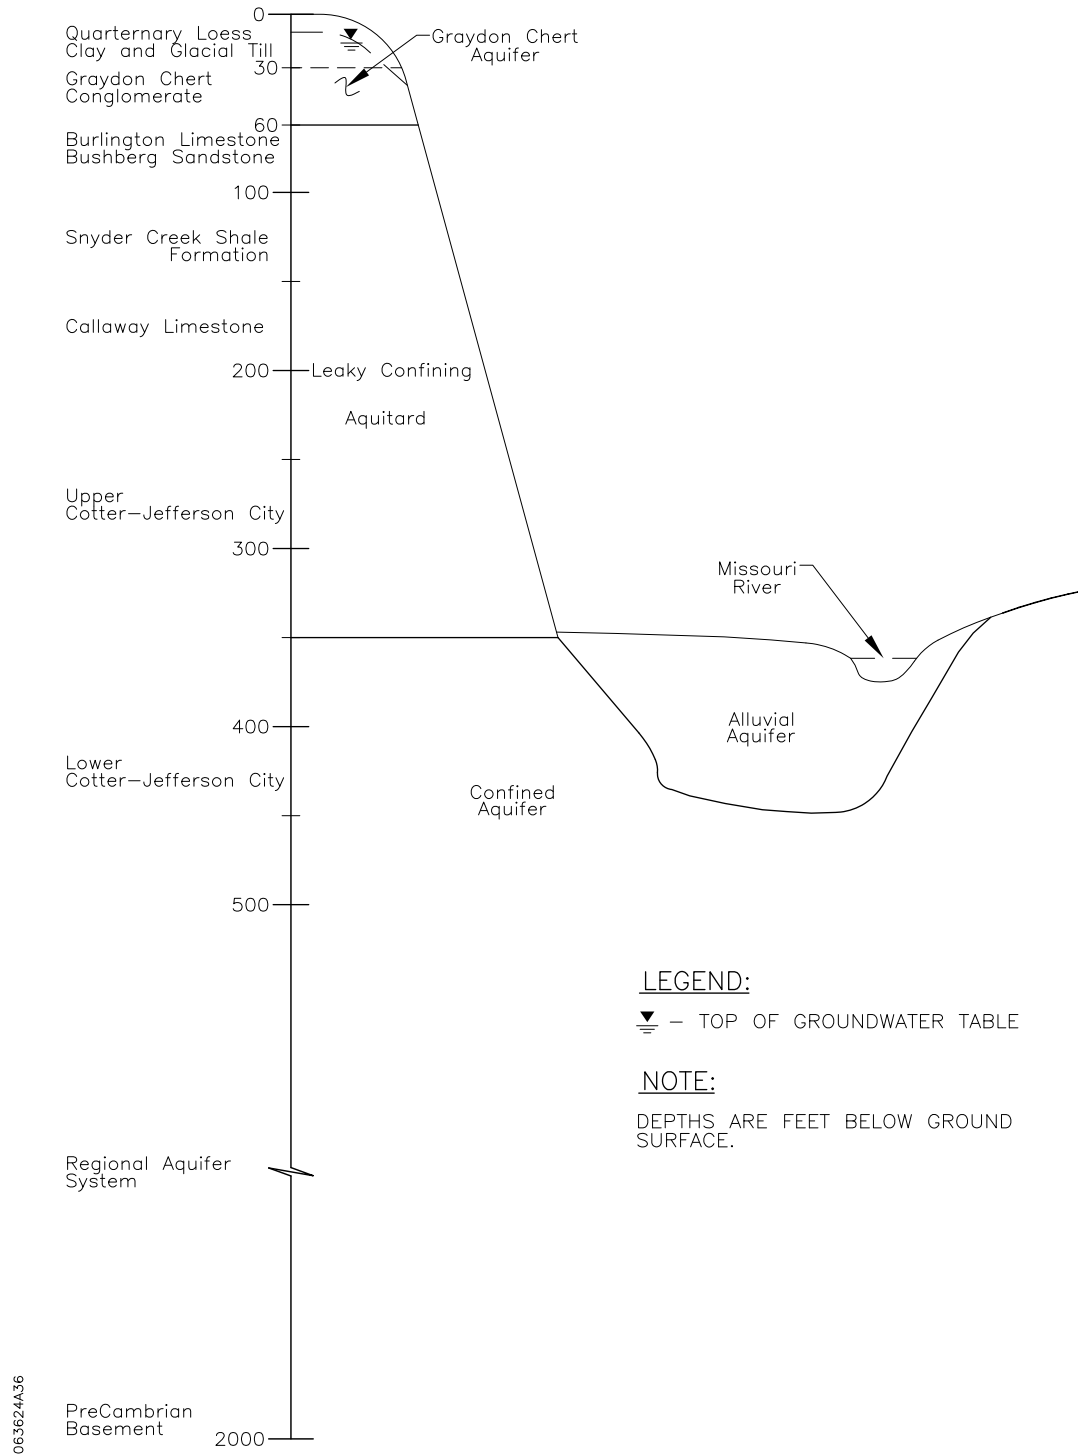 0
Quarternary Loess
Clay and Glacial Till
30
Graydon Chert
Conglomerate
60
Burlington Limestone
Bushberg Sandstone
100
Snyder Creek Shale
Formation
Callaway Limestone
200
Leaky Confining
Aquitard
Upper
Cotter-Jefferson City
300
400
Lower
Cotter-Jefferson City
500
Regional Aquifer
System
PreCambrian
Basement
2000
Graydon Chert
Aquifer
Missouri
River
Alluvial
Aquifer
Confined
Aquifer
LEGEND:
- TOP OF GROUNDWATER TABLE
NOTE:
DEPTHS ARE FEET BELOW GROUND
SURFACE.
063624A36